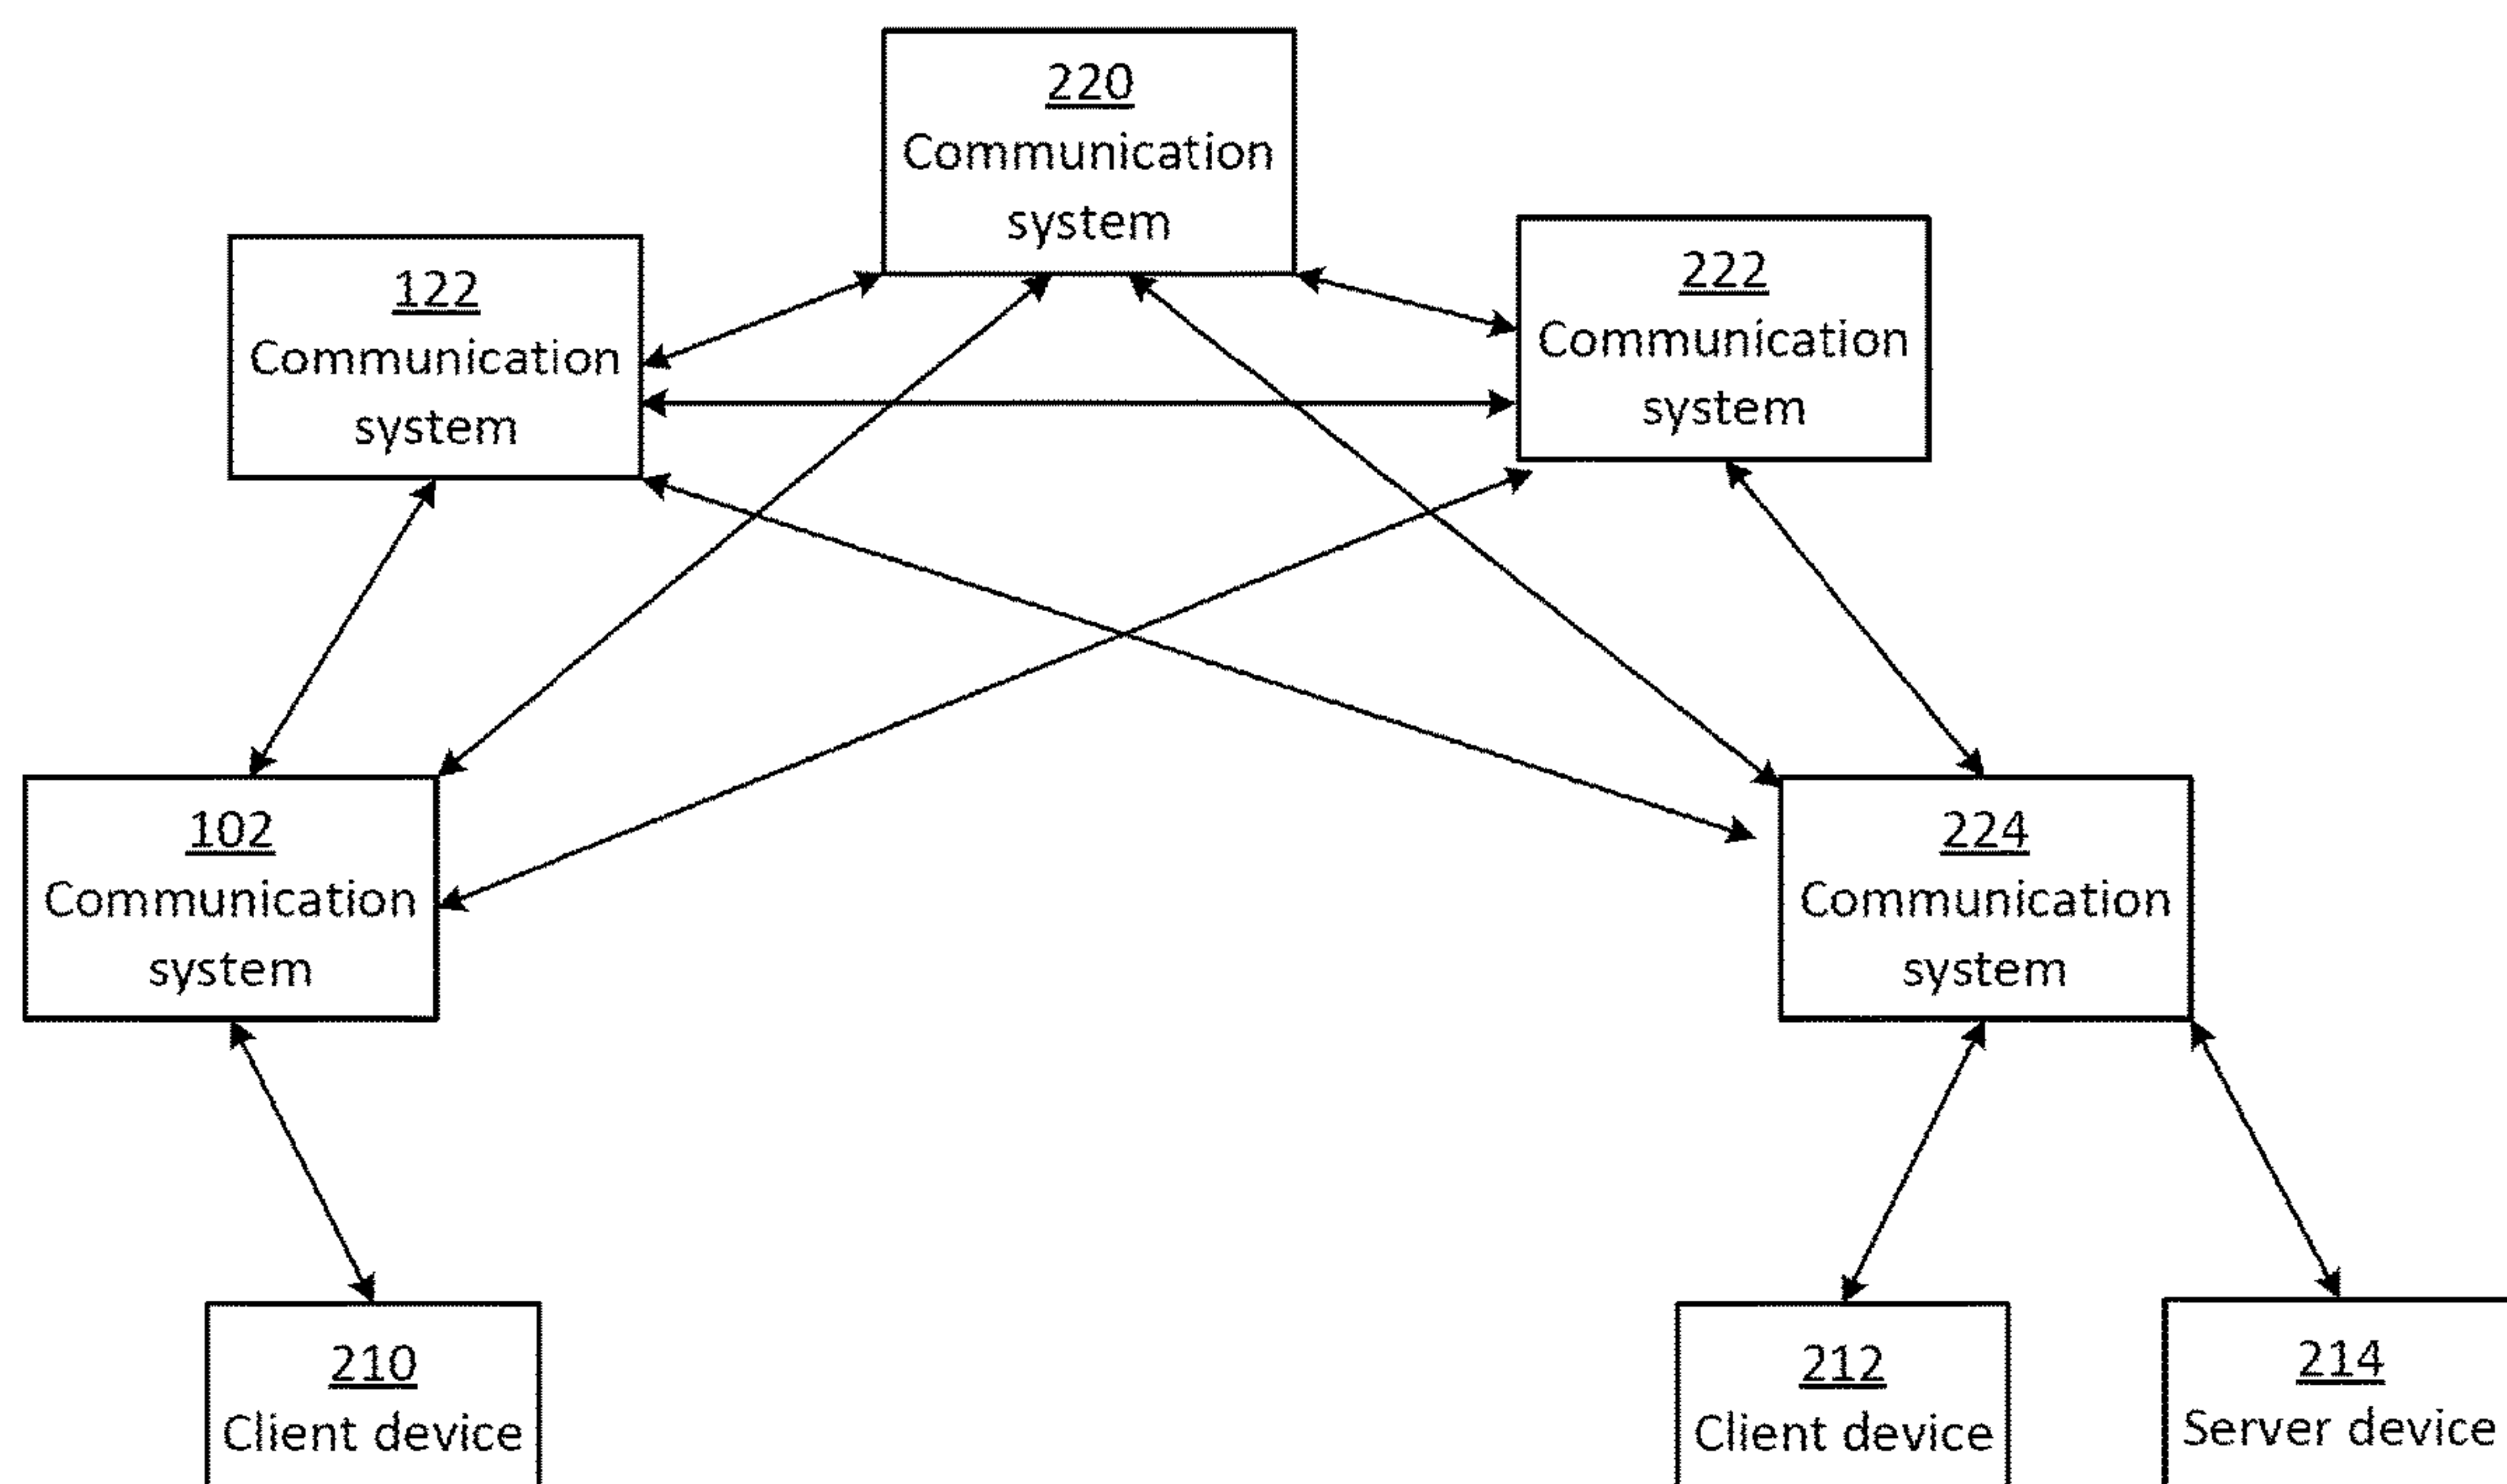 220
Communication
system
122
Communication
system
222
Communication
system
102
Communication
system
224
Communication
system
210
Client device
212
Client device
214
Server device